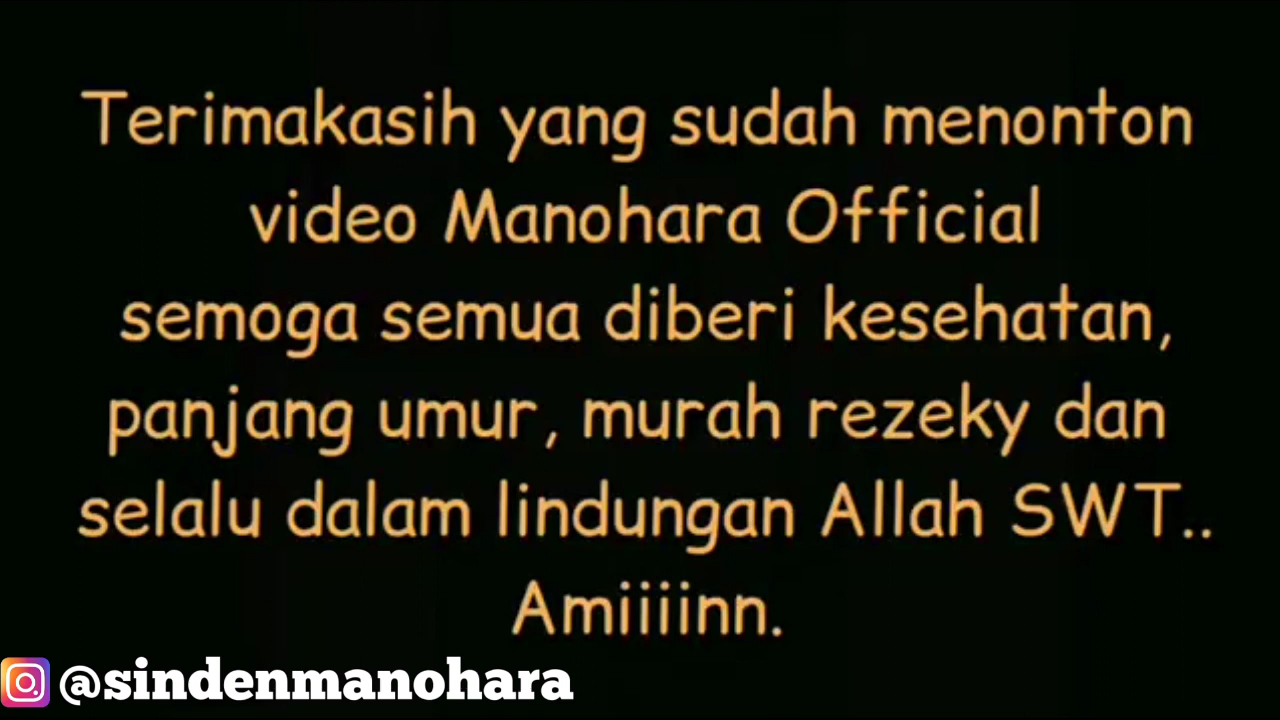 Terimakasih yang sudah menonton
video Manohara Official
semoga semua diberi kesehatan,
panjang umur, murah rezeky dan
selalu dalam lindungan Allah SWT..
Amiiiinn.
@sindenmanohara